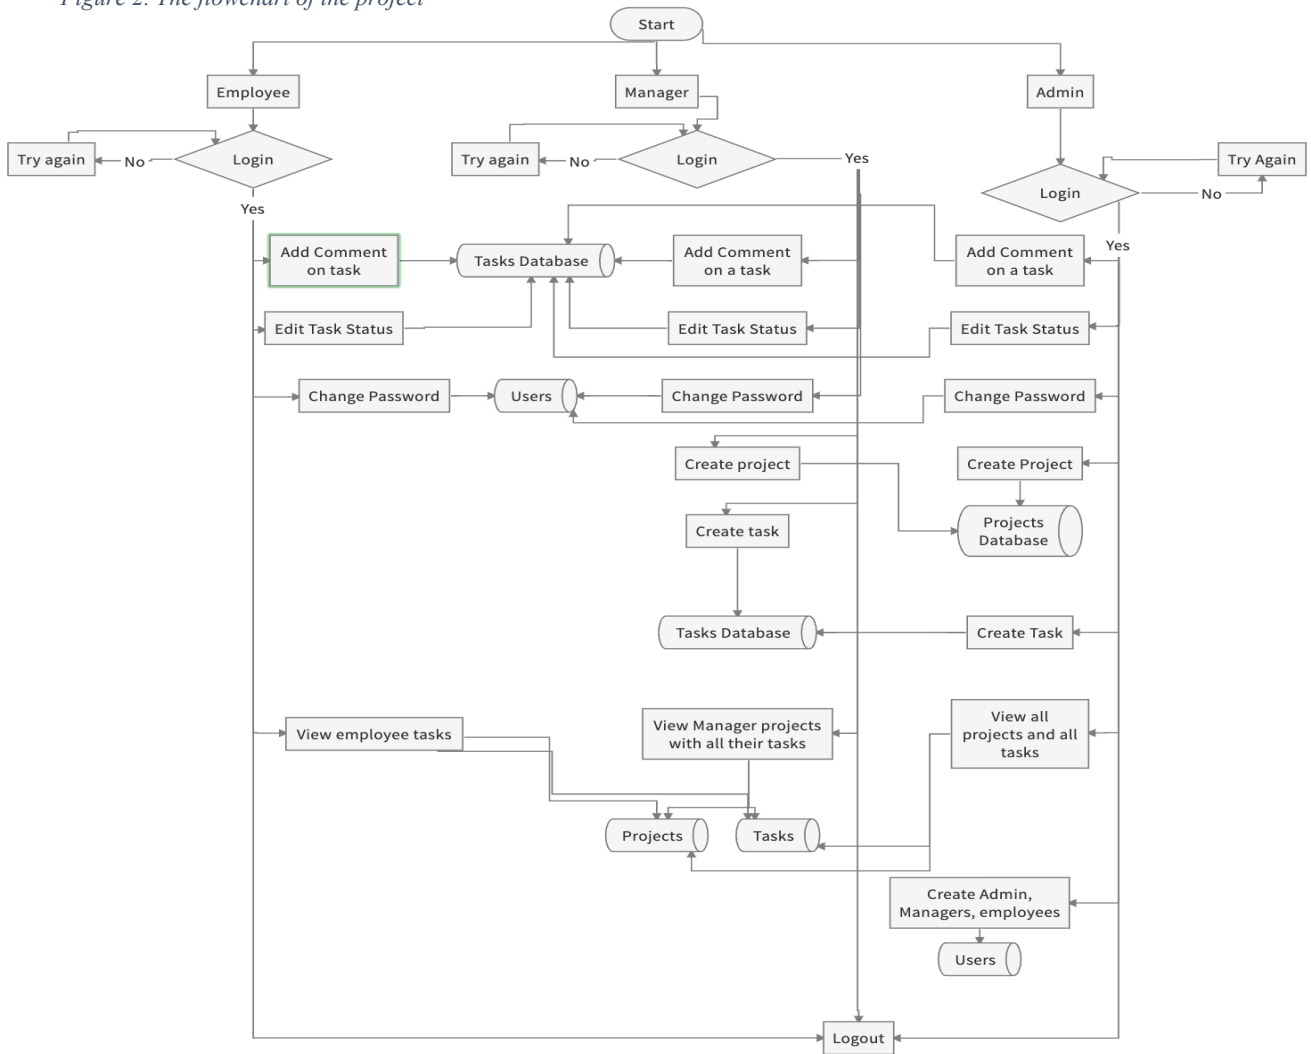 Figure 2: The flowchart of the project
Start
Employee
Manager
Admin
Try again
No
Login
Try again
No
Login
Yes
Login
No
Try Again
Yes
Yes
Add Comment
on task
Tasks Database
Add Comment
on a task
Add Comment
on a task
Edit Task Status
Edit Task Status
Edit Task Status
Change Password
Users
Change Password
Change Password
Create project
Create Project
Create task
Projects
Database
Tasks Database
Create Task
View employee tasks
View Manager projects
with all their tasks
View all
projects and all
tasks
Projects
Tasks
Create Admin,
Managers, employees
Users
Logout